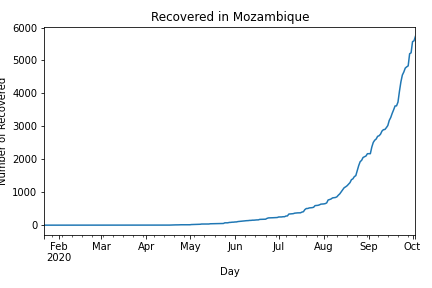 Recovered in Mozambique
Number of Recovered
6000
5000
4000
3000
2000
1000
0
Feb Mar Apr May Jun Jul Aug Sep Oct
2020
Day